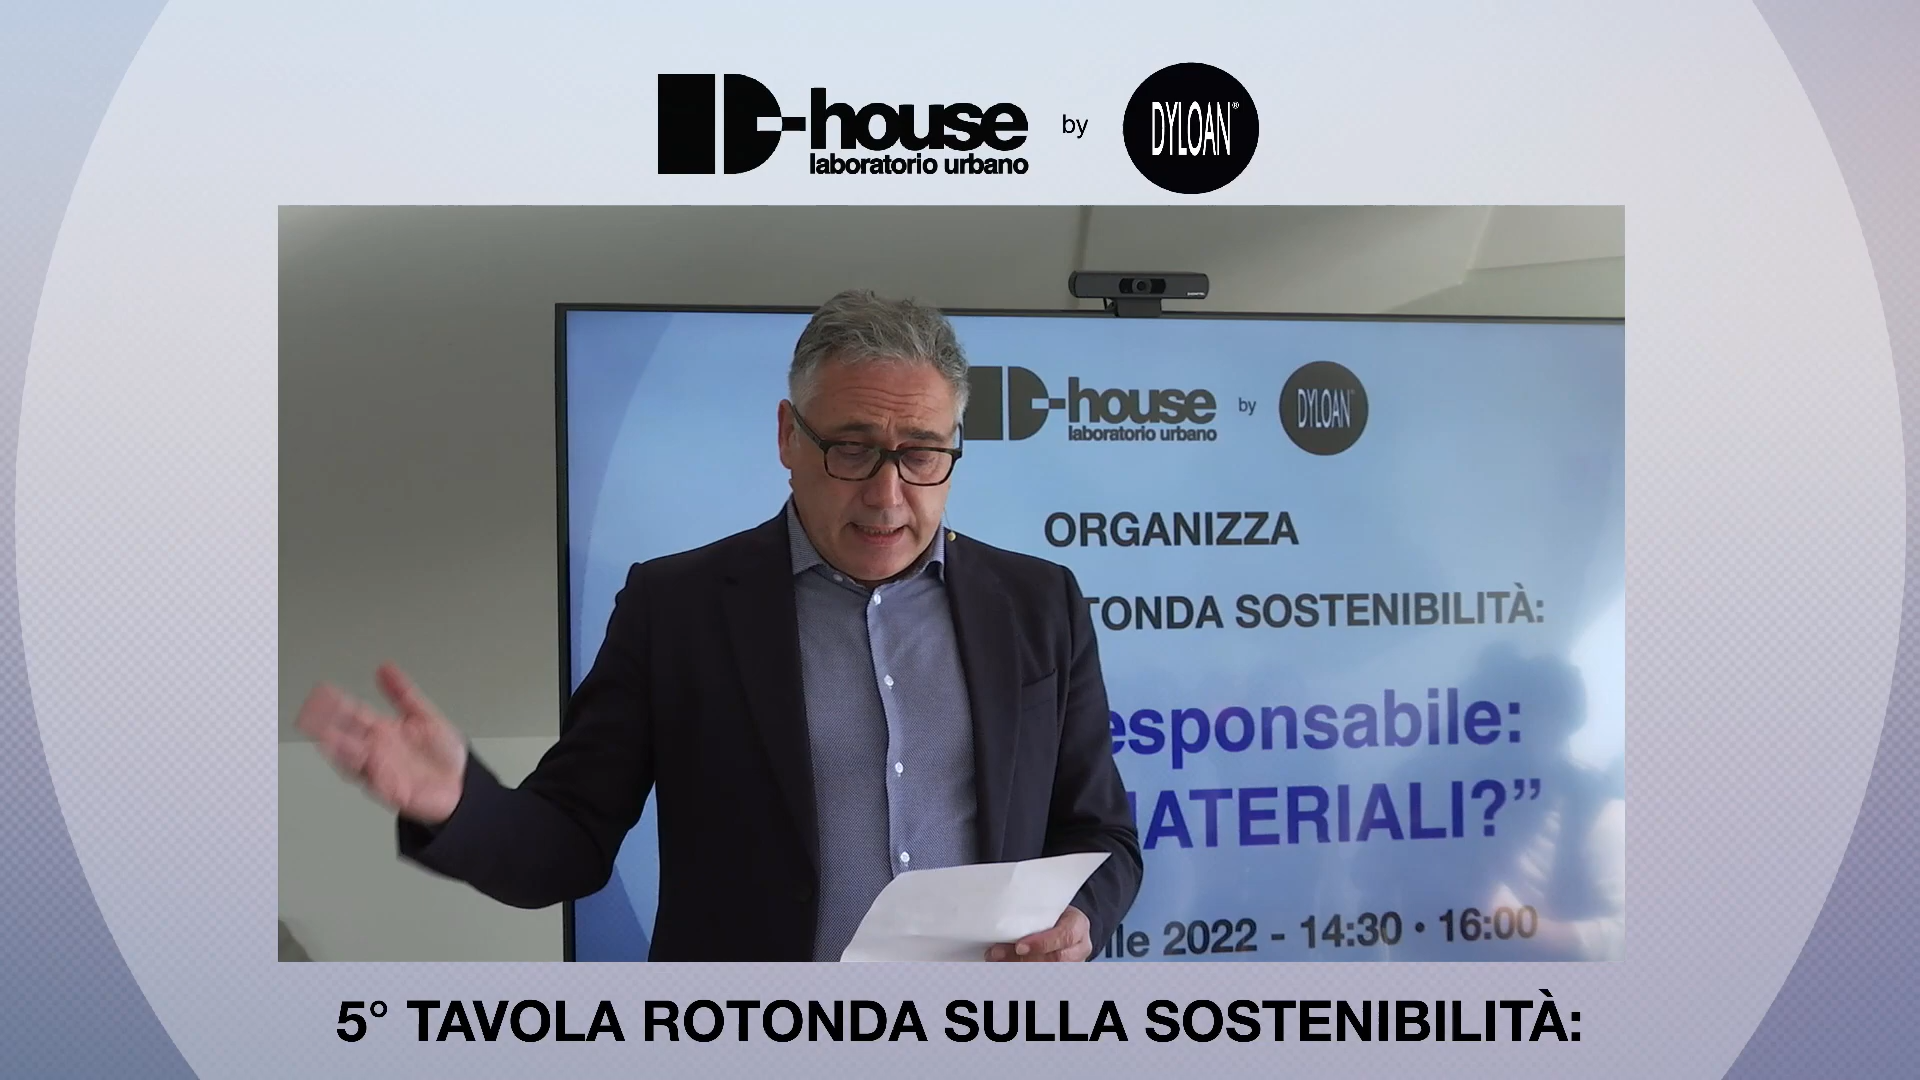 D-house
laboratorio urbano
by
DYLOAN®
D-house
laboratorio urbano
by
DYLOAN
ORGANIZZA
TONDA SOSTENIBILITÀ:
esponsabile:
MATERIALI?”
2022 - 14:30 • 16:00
5° TAVOLA ROTONDA SULLA SOSTENIBILITÀ: